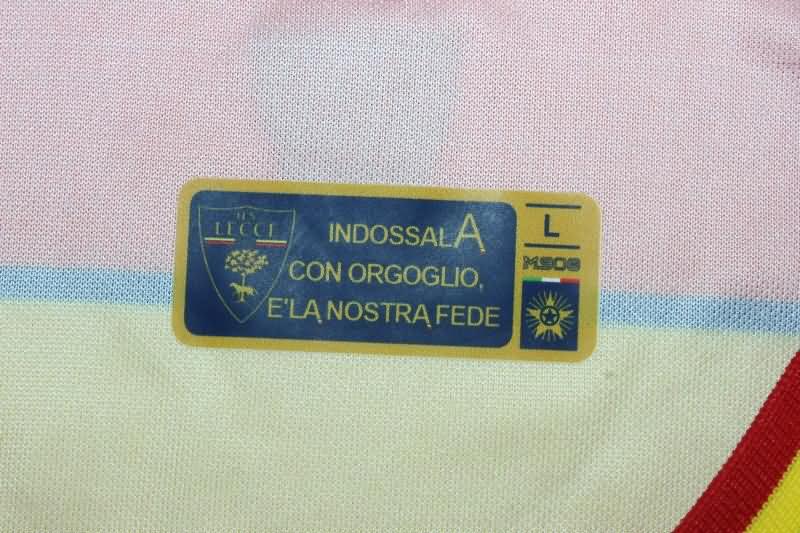 U.S.
LECCE
INDOSSALA
CON ORGOGLIO,
E'LA NOSTRA FEDE
L
M908